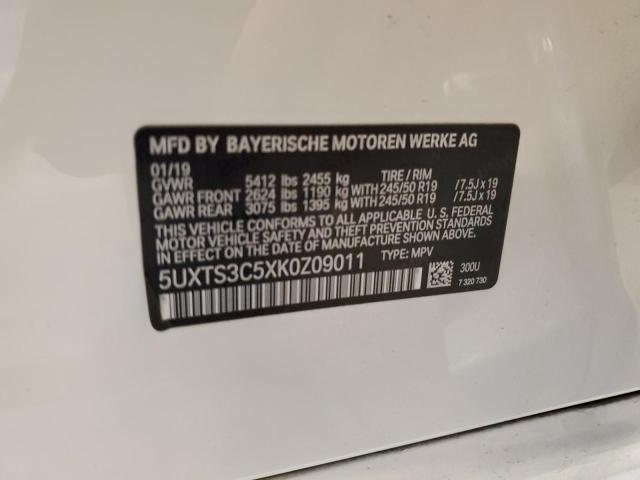 MFD BY BAYERISCHE MOTOREN WERKE AG
01/19 TIRE / RIM
GVWR 5412 lbs 2455 kg
GAWR FRONT 2624 lbs 1190 kg WITH 245/50 R19 /7.5J x 19
GAWR REAR 3075 lbs 1395 kg WITH 245/50 R19 /7.5J x 19
THIS VEHICLE CONFORMS TO ALL APPLICABLE U.S. FEDERAL
MOTOR VEHICLE SAFETY, BUMPER, AND THEFT PREVENTION STANDARDS
IN EFFECT ON THE DATE OF MANUFACTURE SHOWN ABOVE.
5UXTS3C5XK0Z09011 TYPE: MPV
300U
7 320 730